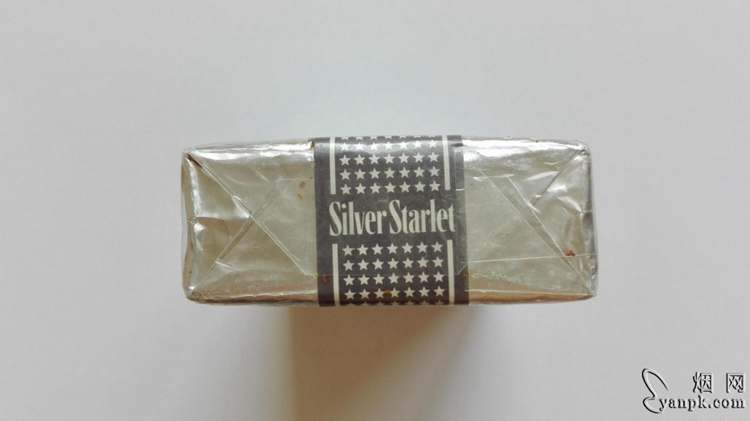 Silver Starlet
烟网
yanpk.com